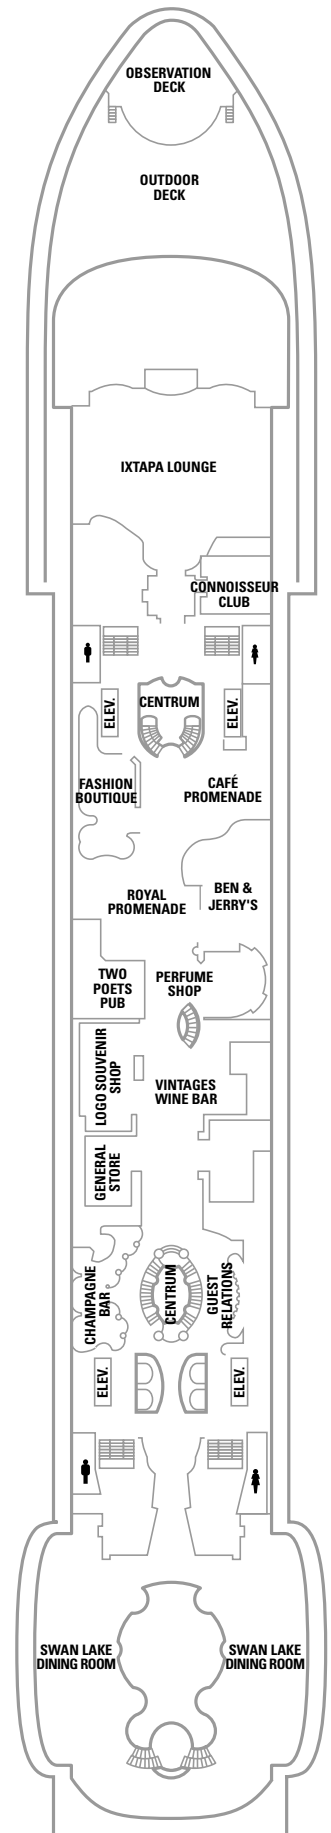 OBSERVATION
DECK
OUTDOOR
DECK
IXTAPA LOUNGE
CONNOISSEUR
CLUB
CENTRUM
ELEV.
ELEV.
FASHION
BOUTIQUE
CAFÉ
PROMENADE
ROYAL
PROMENADE
BEN &
JERRY'S
TWO
POETS
PUB
PERFUME
SHOP
LOGO SOUVENIR
SHOP
VINTAGES
WINE BAR
GENERAL
STORE
CHAMPAGNE
BAR
CENTRUM
GUEST
RELATIONS
ELEV.
ELEV.
SWAN LAKE
DINING ROOM
SWAN LAKE
DINING ROOM